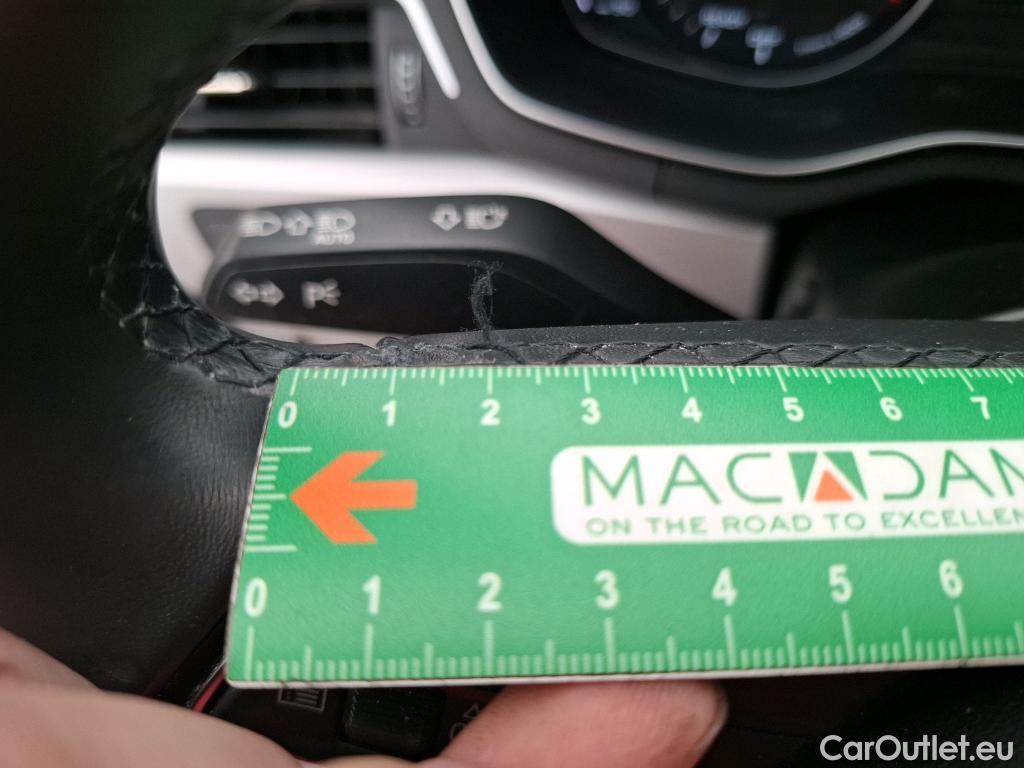 AUTO
0 1 2 3 4 5 6 7
MACADAM
ON THE ROAD TO EXCELLEN
0 1 2 3 4 5 6
CarOutlet.eu